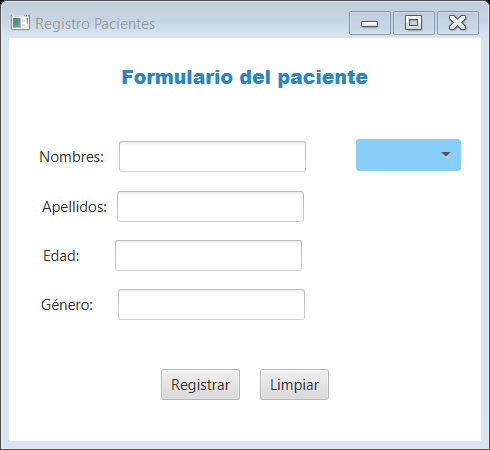 Registro Pacientes
Formulario del paciente
Nombres:
Apellidos:
Edad:
Género:
Registrar Limpiar